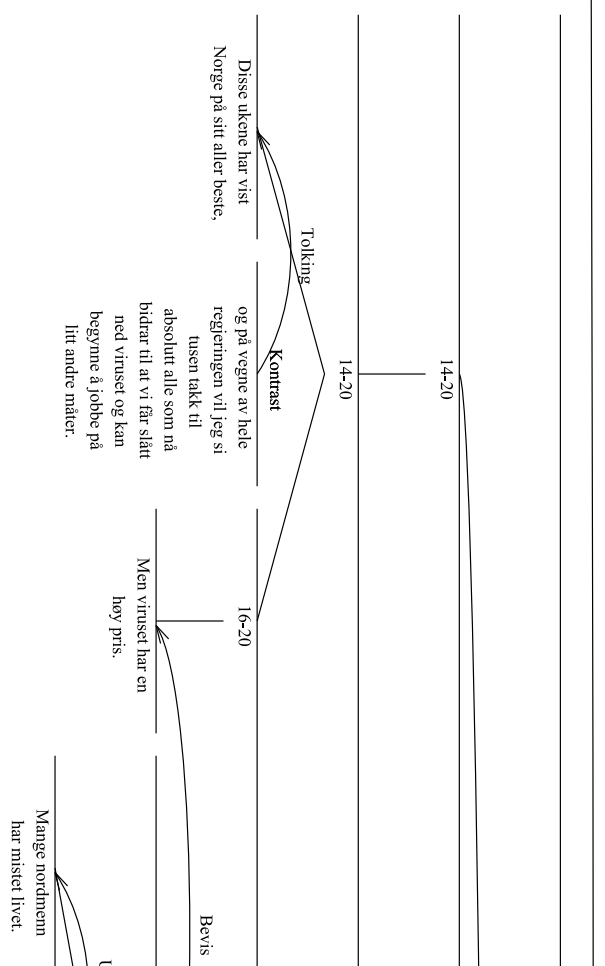 14-20
14-20
Tolking
Kontrast
Disse ukene har vist
Norge på sitt aller beste,
og på vegne av hele
regjeringen vil jeg si
tusen takk til
absolutt alle som nå
bidrar til at vi får slått
ned viruset og kan
begynne å jobbe på
litt andre måter.
16-20
Bevis
Men viruset har en
høy pris.
Mange nordmenn
har mistet livet.